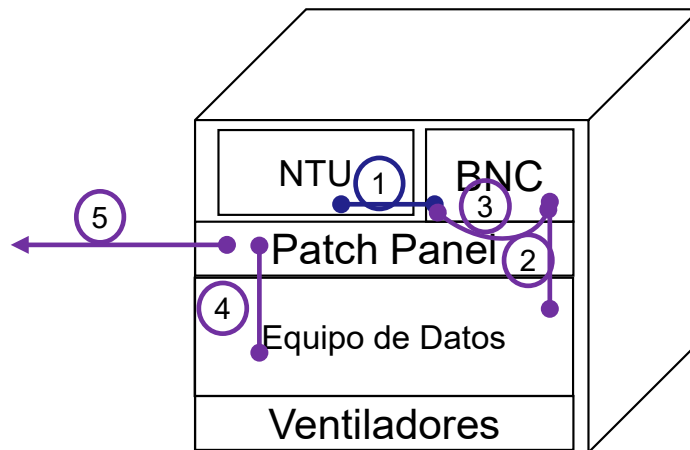 NTU
BNC
1
3
5
Patch Panel
2
4
Equipo de Datos
Ventiladores